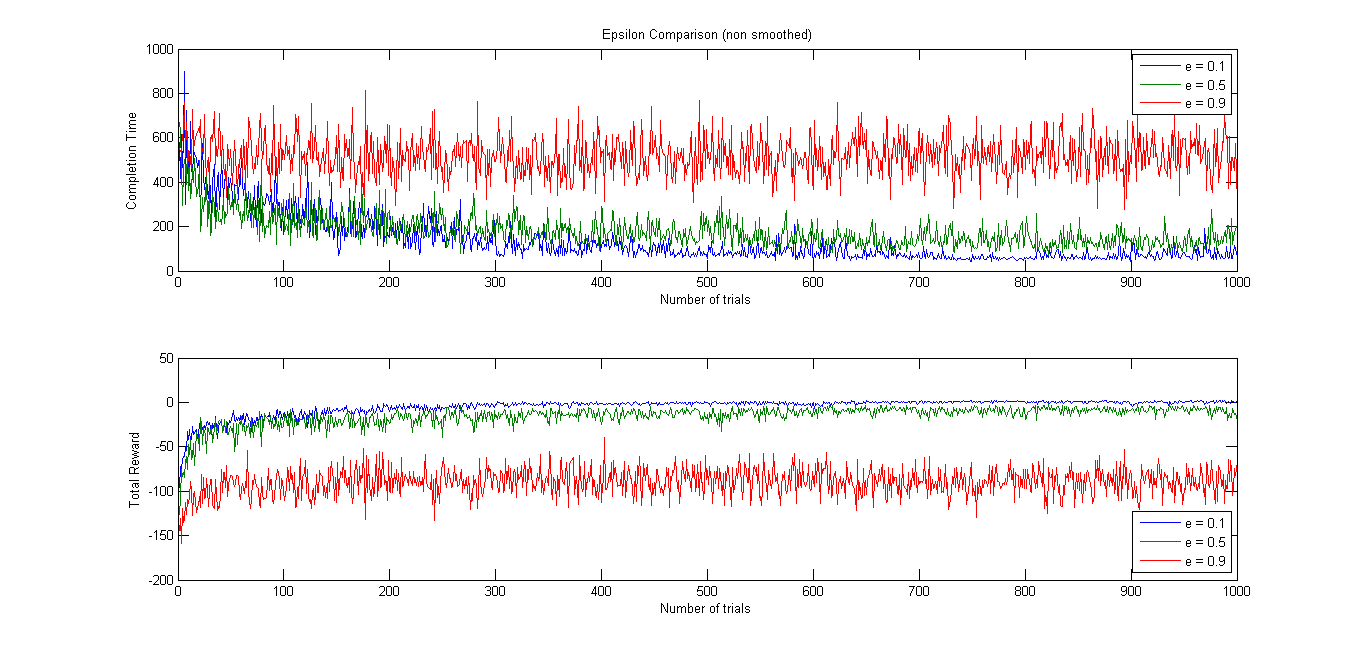 Epsilon Comparison (non smoothed)
1000
800
600
400
200
0
Completion Time
e = 0.1
e = 0.5
e = 0.9
0 100 200 300 400 500 600 700 800 900 1000
Number of trials
50
0
-50
-100
-150
-200
Total Reward
e = 0.1
e = 0.5
e = 0.9
0 100 200 300 400 500 600 700 800 900 1000
Number of trials